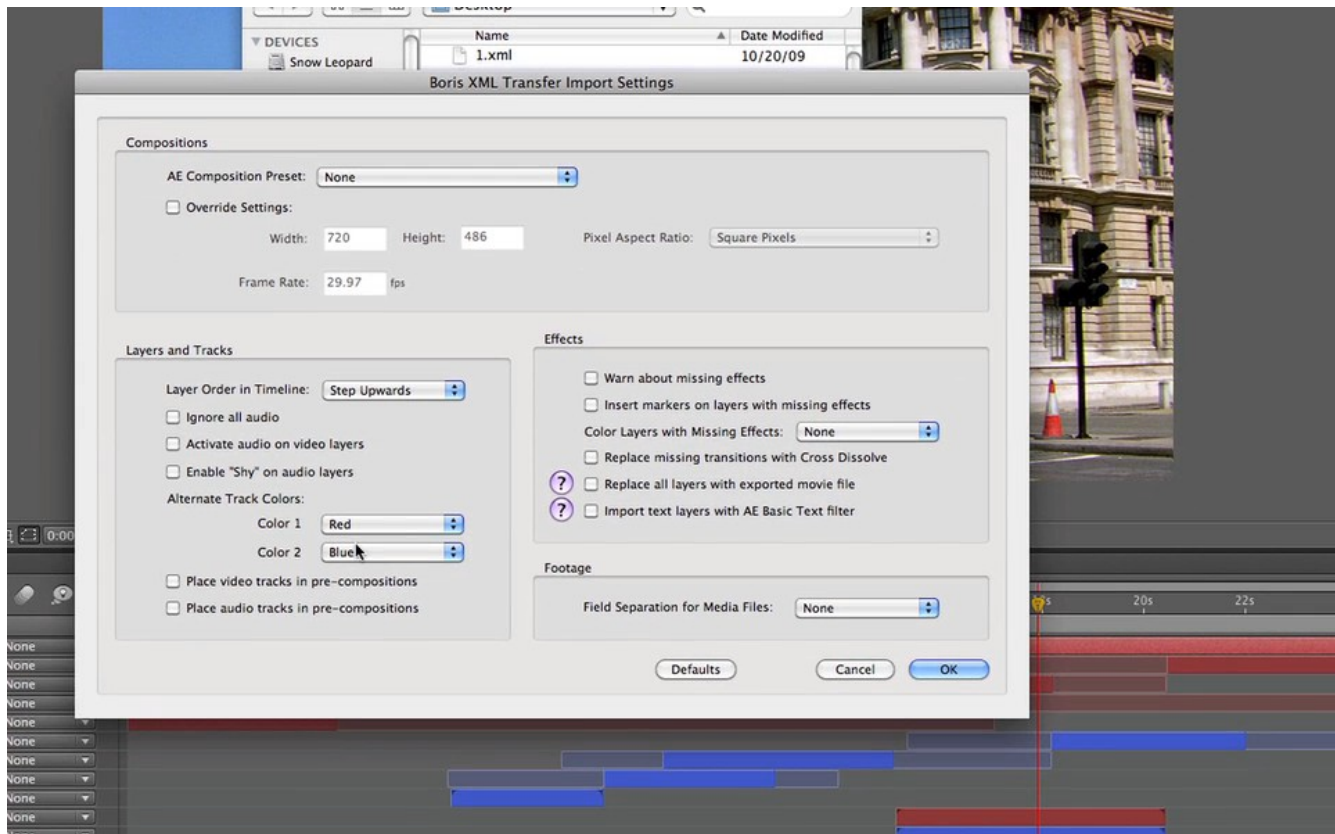 Desktop
Name
Date Modified
DEVICES
Snow Leopard
1.xml
10/20/09
Boris XML Transfer Import Settings
Compositions
AE Composition Preset: None
Override Settings:
Width: 720 Height: 486 Pixel Aspect Ratio: Square Pixels
Frame Rate: 29.97 fps
Layers and Tracks
Layer Order in Timeline: Step Upwards
Ignore all audio
Activate audio on video layers
Enable "Shy" on audio layers
Alternate Track Colors:
Color 1 Red
Color 2 Blue
Place video tracks in pre-compositions
Place audio tracks in pre-compositions
Effects
Warn about missing effects
Insert markers on layers with missing effects
Color Layers with Missing Effects: None
Replace missing transitions with Cross Dissolve
? Replace all layers with exported movie file
? Import text layers with AE Basic Text filter
Footage
Field Separation for Media Files: None
Defaults Cancel OK
0:00
20s 22s
None
None
None
None
None
None
None
None
None
None